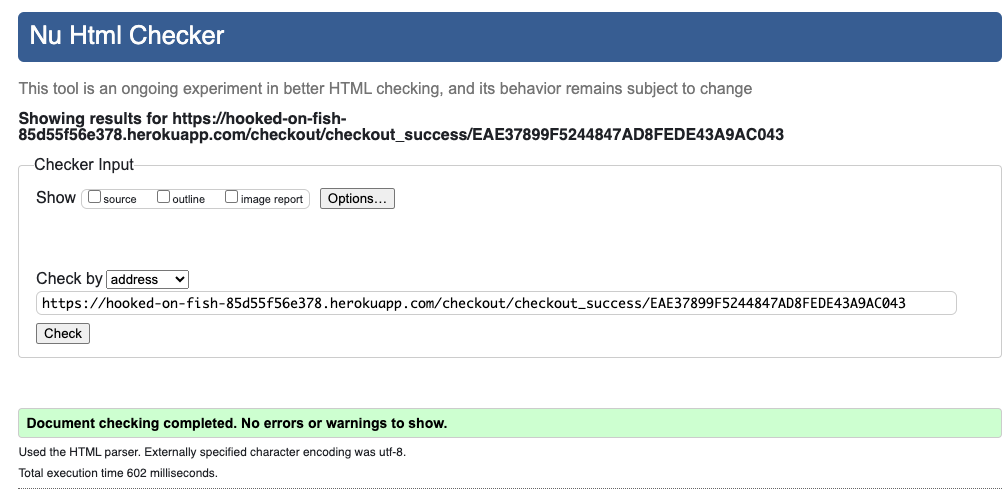 Nu Html Checker
This tool is an ongoing experiment in better HTML checking, and its behavior remains subject to change
Showing results for https://hooked-on-fish-
85d55f56e378.herokuapp.com/checkout/checkout_success/EAE37899F5244847AD8FEDE43A9AC043
Checker Input
Show source outline image report Options...
Check by address
https://hooked-on-fish-85d55f56e378.herokuapp.com/checkout/checkout_success/EAE37899F5244847AD8FEDE43A9AC043
Check
Document checking completed. No errors or warnings to show.
Used the HTML parser. Externally specified character encoding was utf-8.
Total execution time 602 milliseconds.